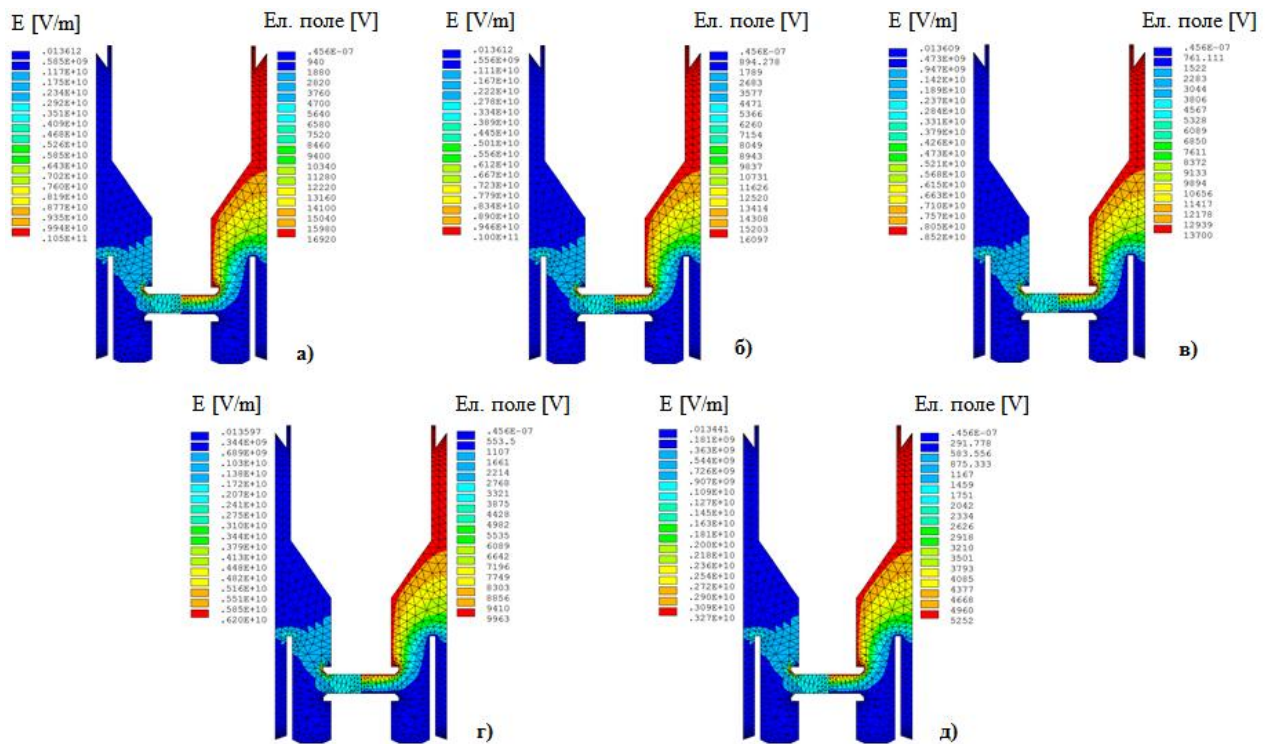 E [V/m]
.013612
.585E+09
.117E+10
.175E+10
.234E+10
.292E+10
.351E+10
.409E+10
.468E+10
.526E+10
.585E+10
.643E+10
.702E+10
.760E+10
.819E+10
.877E+10
.935E+10
.994E+10
.105E+11
Ел. поле [V]
.456E-07
940
1880
2820
3760
4700
5640
6580
7520
8460
9400
10340
11280
12220
13160
14100
15040
15980
16920
а)
E [V/m]
.013612
.556E+09
.111E+10
.167E+10
.222E+10
.278E+10
.334E+10
.389E+10
.445E+10
.501E+10
.556E+10
.612E+10
.667E+10
.723E+10
.779E+10
.834E+10
.890E+10
.946E+10
.100E+11
Ел. поле [V]
.456E-07
894.278
1789
2683
3577
4471
5366
6260
7154
8049
8943
9837
10731
11626
12520
13414
14308
15203
16097
б)
E [V/m]
.013609
.473E+09
.947E+09
.142E+10
.189E+10
.237E+10
.284E+10
.331E+10
.379E+10
.426E+10
.473E+10
.521E+10
.568E+10
.615E+10
.663E+10
.710E+10
.757E+10
.805E+10
.852E+10
Ел. поле [V]
.456E-07
761.111
1522
2283
3044
3806
4567
5328
6089
6850
7611
8372
9133
9894
10656
11417
12178
12939
13700
в)
E [V/m]
.013597
.344E+09
.689E+09
.103E+10
.138E+10
.172E+10
.207E+10
.241E+10
.275E+10
.310E+10
.344E+10
.379E+10
.413E+10
.448E+10
.482E+10
.516E+10
.551E+10
.585E+10
.620E+10
Ел. поле [V]
.456E-07
553.5
1107
1661
2214
2768
3321
3875
4428
4982
5535
6089
6642
7196
7749
8303
8856
9410
9963
г)
E [V/m]
.013441
.181E+09
.363E+09
.544E+09
.726E+09
.907E+09
.109E+10
.127E+10
.145E+10
.163E+10
.181E+10
.200E+10
.218E+10
.236E+10
.254E+10
.272E+10
.290E+10
.309E+10
.327E+10
Ел. поле [V]
.456E-07
291.778
583.556
875.333
1167
1459
1751
2042
2334
2626
2918
3210
3501
3793
4085
4377
4668
4960
5252
д)